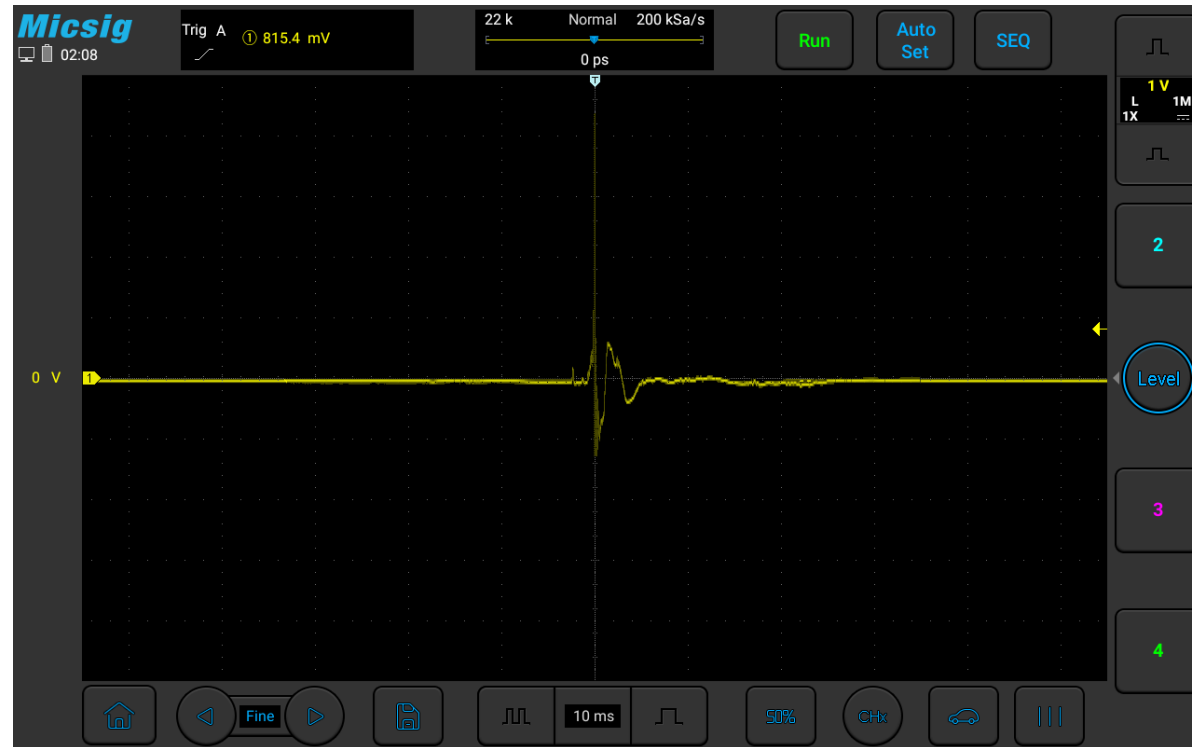 Micsig
02:08
Trig A
① 815.4 mV
22 k Normal 200 kSa/s
0 ps
Run
Auto
Set
SEQ
T
1 V
L 1M
1X
2
0 V
1
Level
3
4
Fine
10 ms
50%
CHx